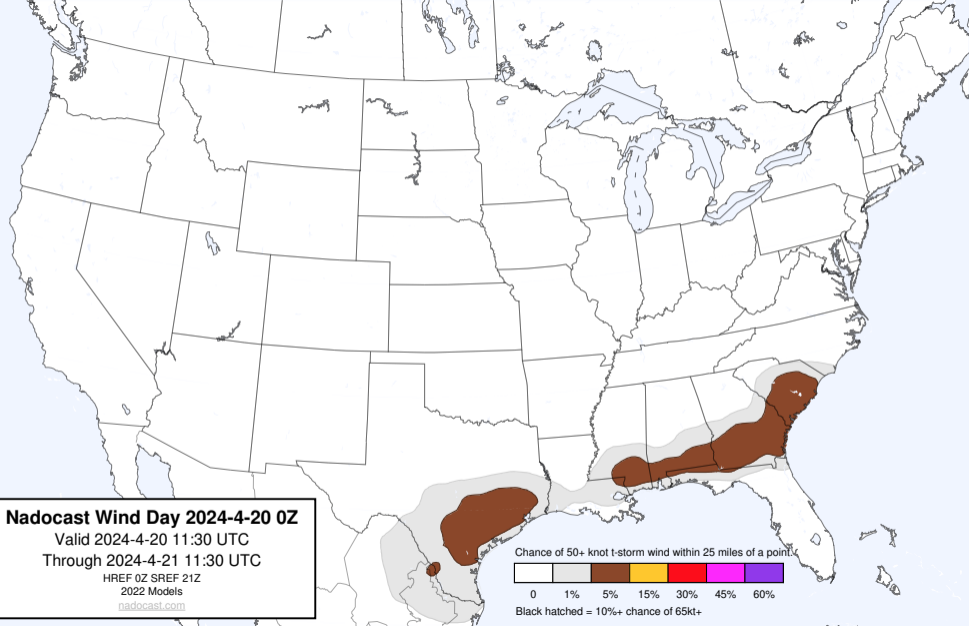 Nadocast Wind Day 2024-4-20 0Z
Valid 2024-4-20 11:30 UTC
Through 2024-4-21 11:30 UTC
HREF 0Z SREF 21Z
2022 Models
nadocast.com
Chance of 50+ knot t-storm wind within 25 miles of a point.
0 1% 5% 15% 30% 45% 60%
Black hatched = 10%+ chance of 65kt+